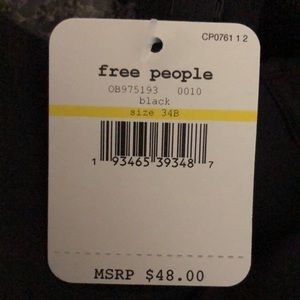 CP0761 1 2
free people
OB975193 0010
black
size 34B
1 93465 39348 7
MSRP $48.00